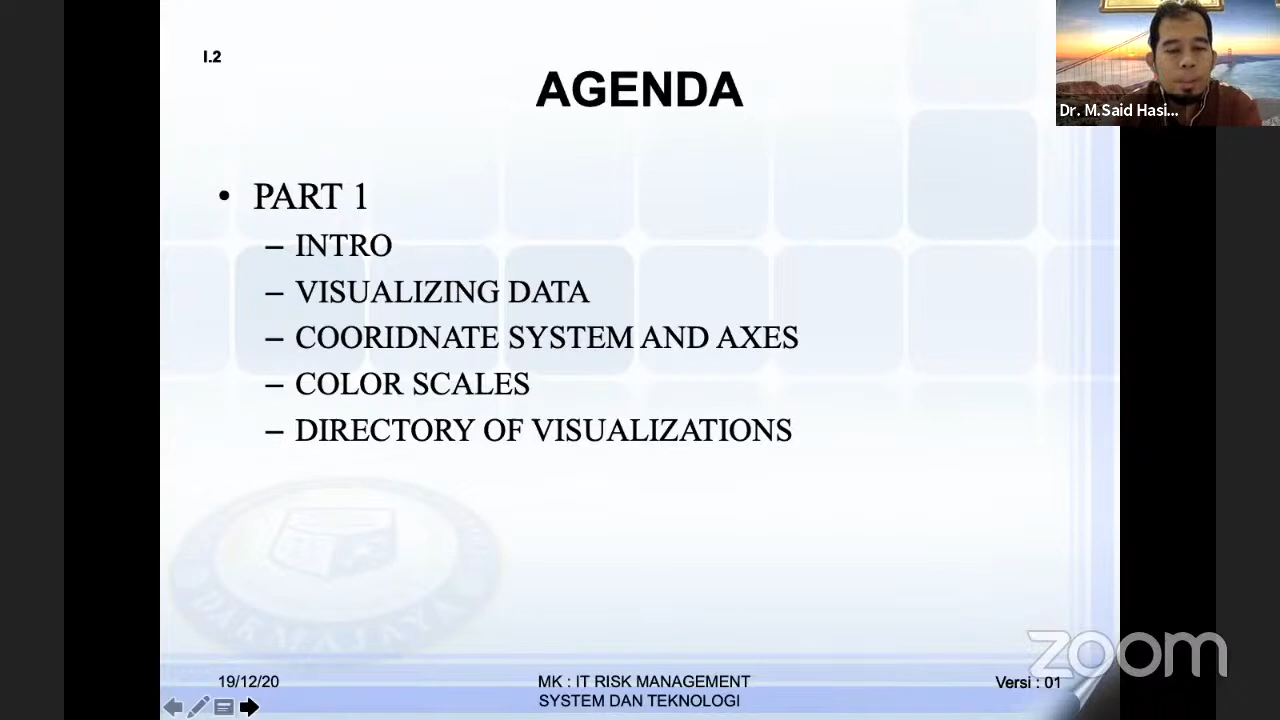 I.2
AGENDA
Dr. M.Said Hasi...
• PART 1
– INTRO
– VISUALIZING DATA
– COORIDNATE SYSTEM AND AXES
– COLOR SCALES
– DIRECTORY OF VISUALIZATIONS
DARMAJAYA
19/12/20
MK : IT RISK MANAGEMENT
SYSTEM DAN TEKNOLOGI
Versi : 01
zoom